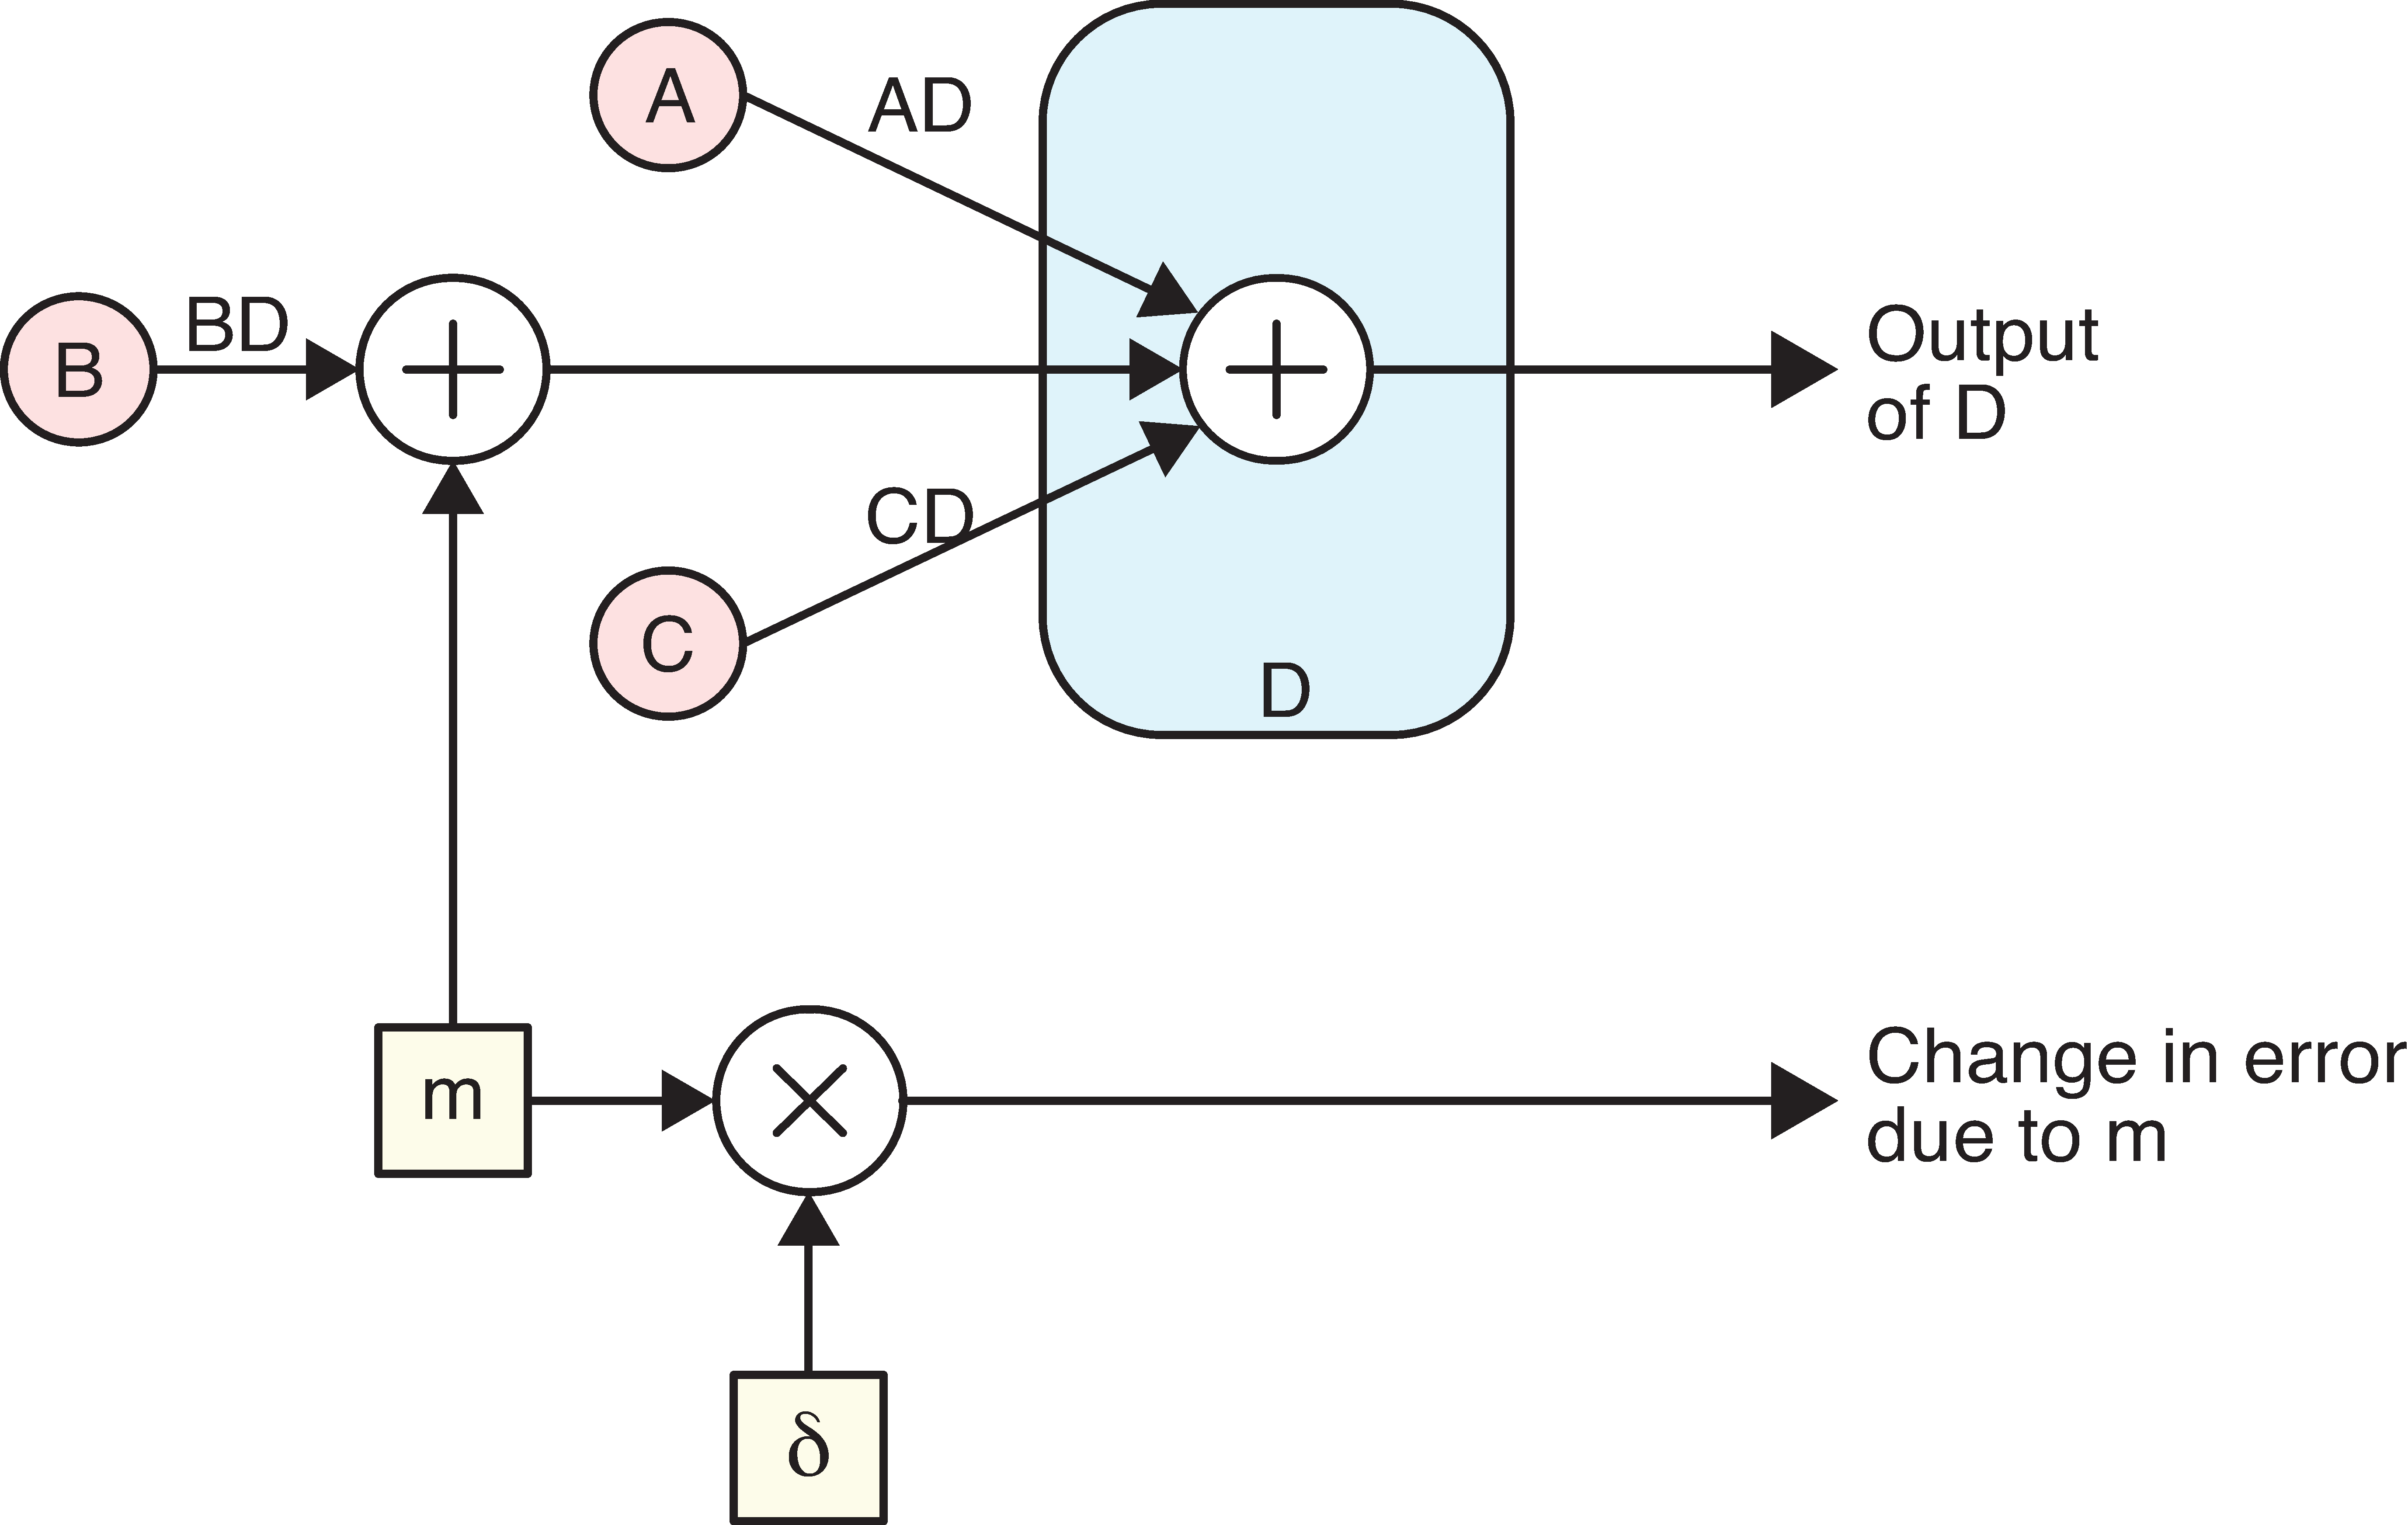 A
AD
BD
B
Output
of D
CD
C
D
m
Change in error
due to m
δ